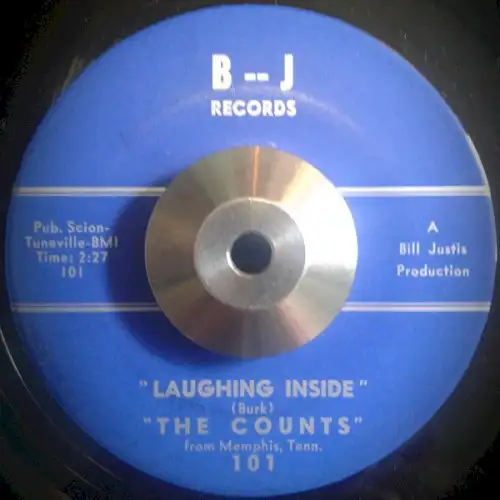 B -- J
RECORDS
Pub. Scion-
Tuneville-BMI
Time: 2:27
101
A
Bill Justis
Production
"LAUGHING INSIDE"
(Burk)
"THE COUNTS"
from Memphis, Tenn.
101